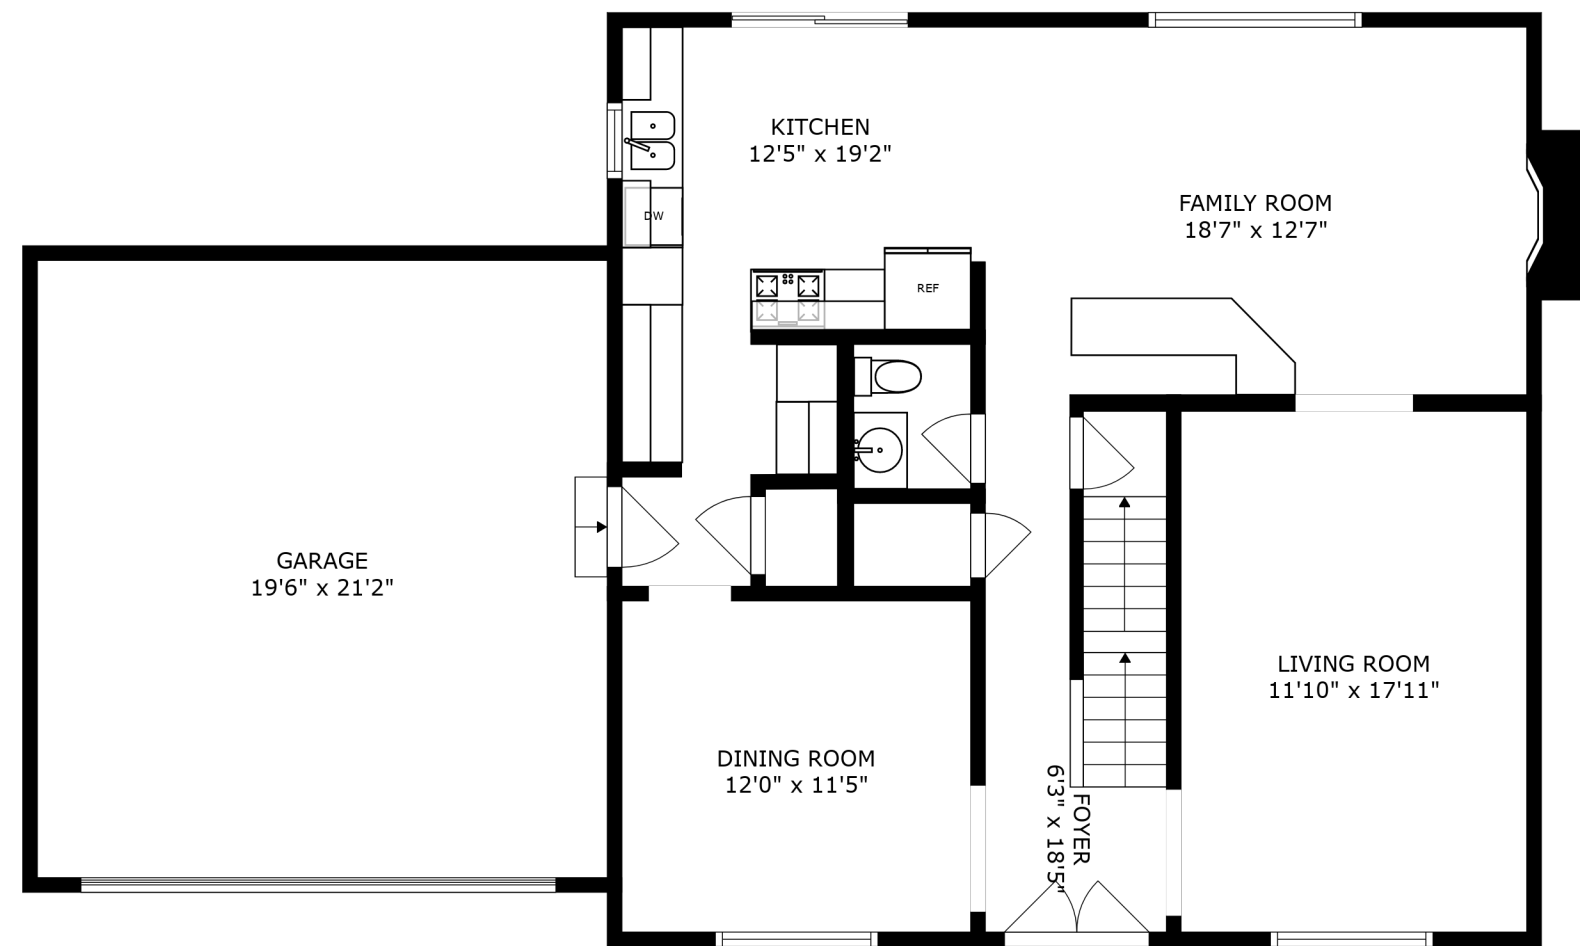 KITCHEN
12'5" x 19'2"
FAMILY ROOM
18'7" x 12'7"
DW
REF
GARAGE
19'6" x 21'2"
LIVING ROOM
11'10" x 17'11"
DINING ROOM
12'0" x 11'5"
FOYER
6'3" x 18'5"